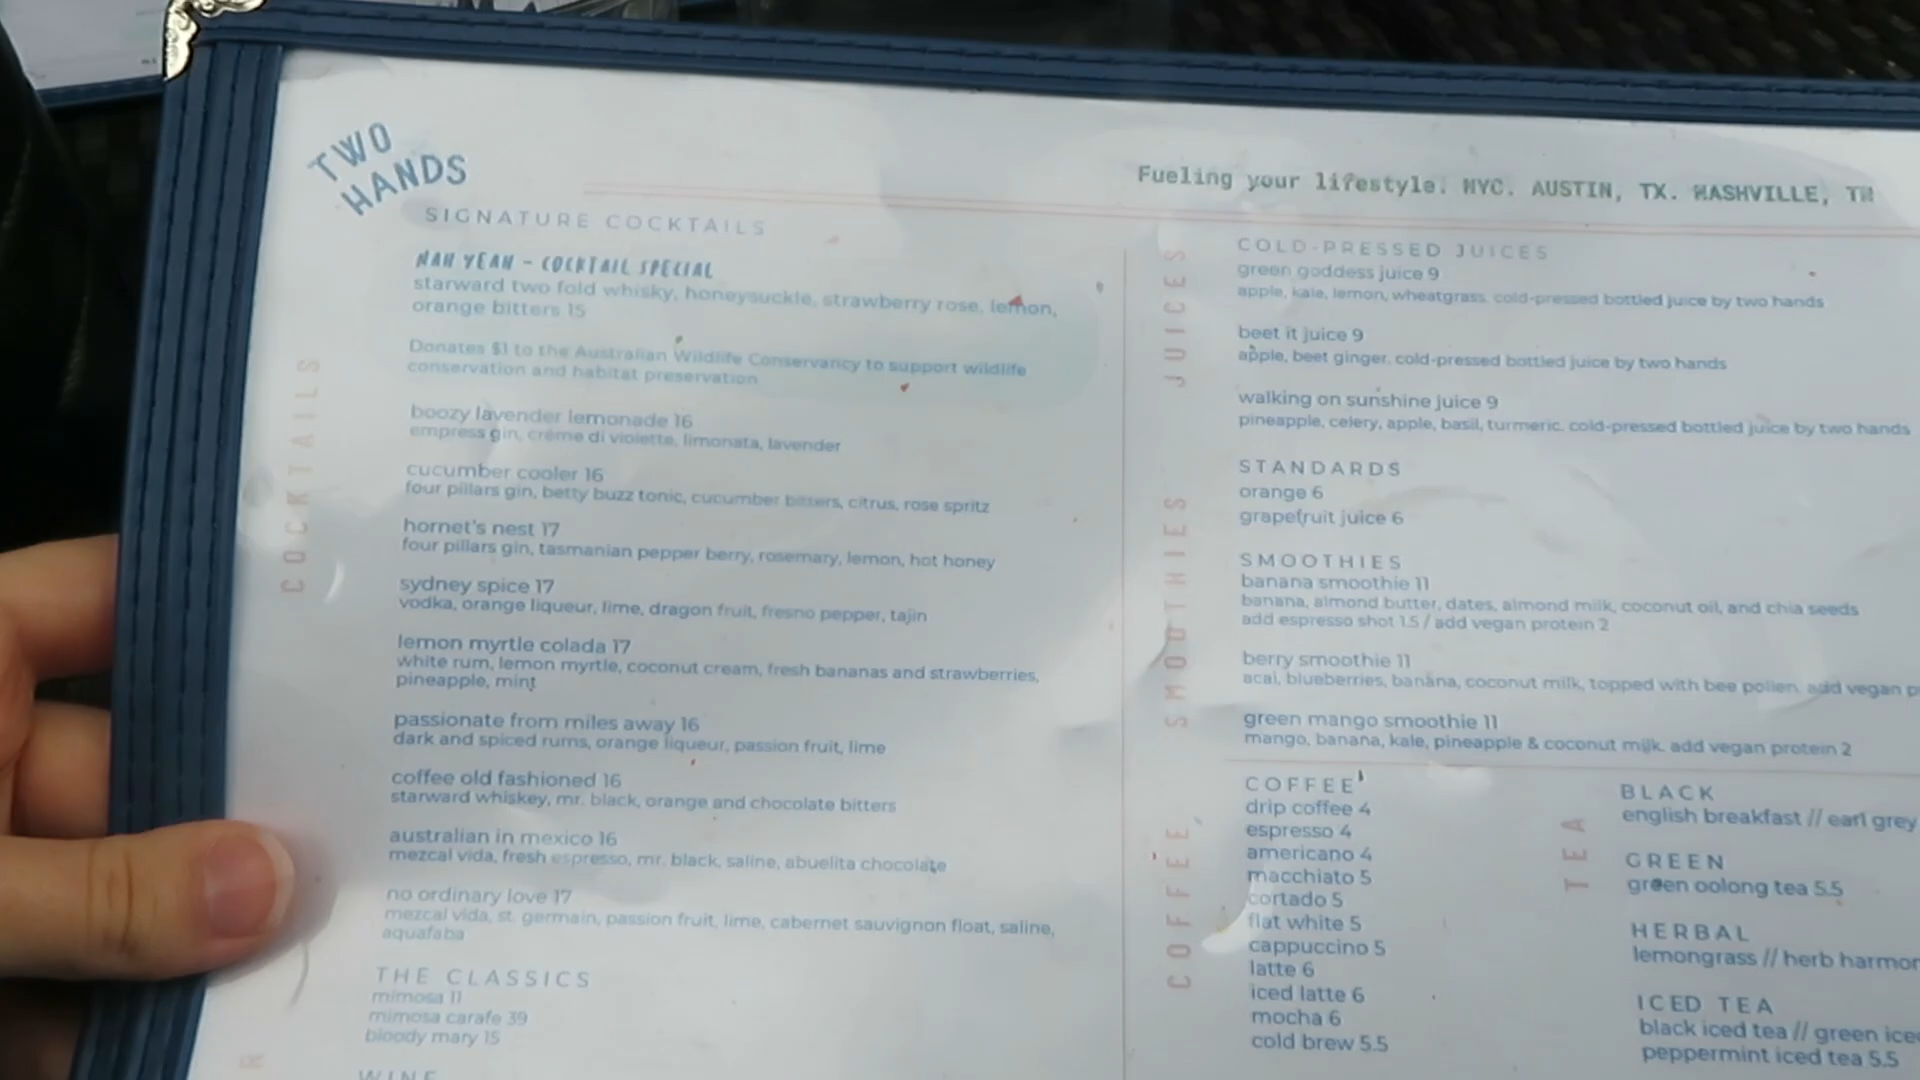 TWO
HANDS
Fueling your lifestyle. NYC. AUSTIN, TX. NASHVILLE, TN
COCKTAILS
SIGNATURE COCKTAILS
NAH YEAH - COCKTAIL SPECIAL
starward two fold whisky, honeysuckle, strawberry rose, lemon,
orange bitters 15
Donates $1 to the Australian Wildlife Conservancy to support wildlife
conservation and habitat preservation
boozy lavender lemonade 16
empress gin, crème di violette, limonata, lavender
cucumber cooler 16
four pillars gin, betty buzz tonic, cucumber bitters, citrus, rose spritz
hornet's nest 17
four pillars gin, tasmanian pepper berry, rosemary, lemon, hot honey
sydney spice 17
vodka, orange liqueur, lime, dragon fruit, fresno pepper, tajin
lemon myrtle colada 17
white rum, lemon myrtle, coconut cream, fresh bananas and strawberries,
pineapple, mint
passionate from miles away 16
dark and spiced rums, orange liqueur, passion fruit, lime
coffee old fashioned 16
starward whiskey, mr. black, orange and chocolate bitters
australian in mexico 16
mezcal vida, fresh espresso, mr. black, saline, abuelita chocolate
no ordinary love 17
mezcal vida, st. germain, passion fruit, lime, cabernet sauvignon float, saline,
aquafaba
THE CLASSICS
mimosa 11
mimosa carafe 39
bloody mary 15
WINE
JUICES
COLD-PRESSED JUICES
green goddess juice 9
apple, kale, lemon, wheatgrass. cold-pressed bottled juice by two hands
beet it juice 9
apple, beet ginger. cold-pressed bottled juice by two hands
walking on sunshine juice 9
pineapple, celery, apple, basil, turmeric. cold-pressed bottled juice by two hands
STANDARDS
orange 6
grapefruit juice 6
SMOOTHIES
SMOOTHIES
banana smoothie 11
banana, almond butter, dates, almond milk, coconut oil, and chia seeds
add espresso shot 1.5 / add vegan protein 2
berry smoothie 11
acai, blueberries, banana, coconut milk, topped with bee pollen. add vegan
green mango smoothie 11
mango, banana, kale, pineapple & coconut milk. add vegan protein 2
COFFEE
COFFEE
drip coffee 4
espresso 4
americano 4
macchiato 5
cortado 5
flat white 5
cappuccino 5
latte 6
iced latte 6
mocha 6
cold brew 5.5
TEA
BLACK
english breakfast // earl grey
GREEN
green oolong tea 5.5
HERBAL
lemongrass // herb
ICED TEA
black iced tea // green
peppermint iced tea 5.5